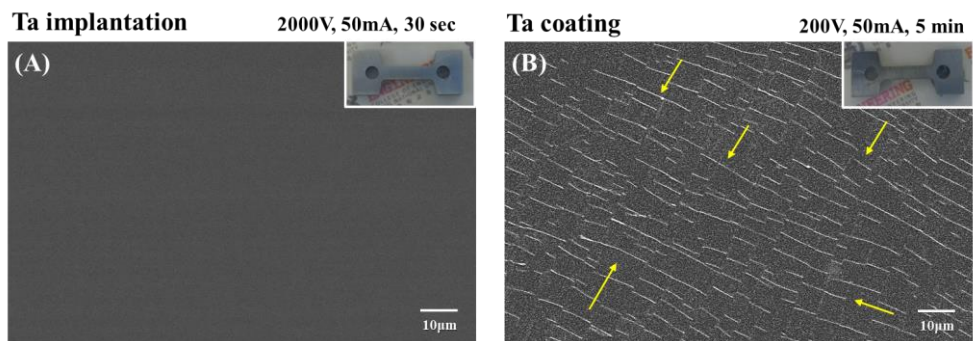 Ta implantation 2000V, 50mA, 30 sec
Ta coating 200V, 50mA, 5 min
(A)
(B)
10μm
10μm